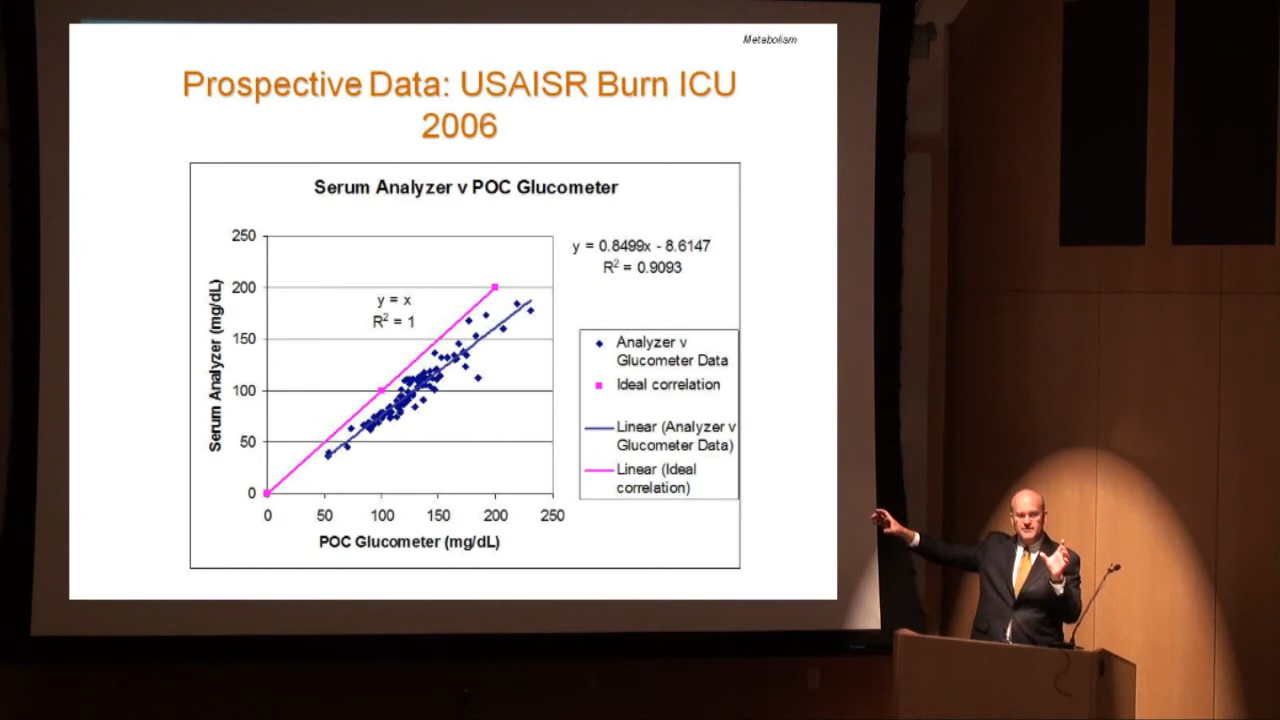 Metabolism
Prospective Data: USAISR Burn ICU
2006
Serum Analyzer v POC Glucometer
250
200
150
100
50
0
Serum Analyzer (mg/dL)
y = x
R² = 1
y = 0.8499x - 8.6147
R² = 0.9093
Analyzer v
Glucometer Data
Ideal correlation
Linear (Analyzer v
Glucometer Data)
Linear (Ideal
correlation)
0 50 100 150 200 250
POC Glucometer (mg/dL)